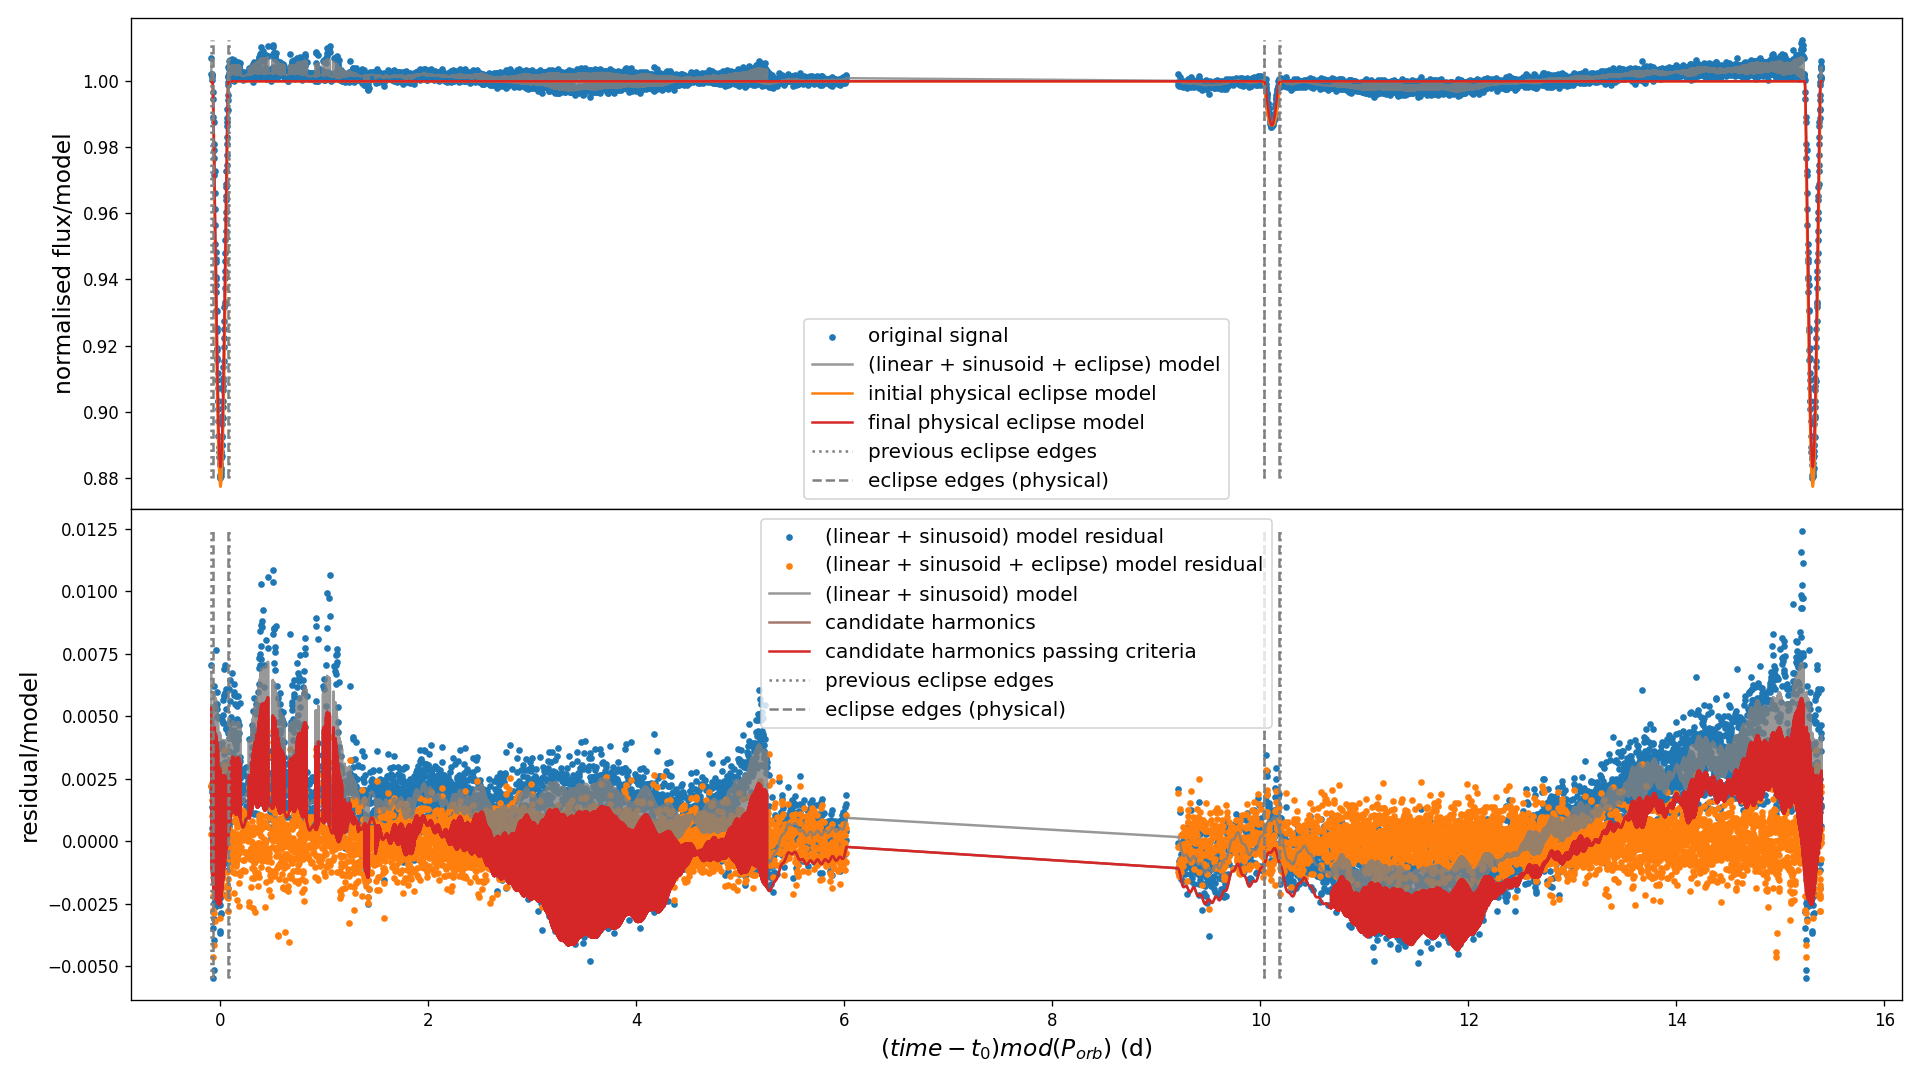 normalised flux/model
1.00
0.98
0.96
0.94
0.92
0.90
0.88
original signal
(linear + sinusoid + eclipse) model
initial physical eclipse model
final physical eclipse model
previous eclipse edges
eclipse edges (physical)
residual/model
0.0125
0.0100
0.0075
0.0050
0.0025
0.0000
−0.0025
−0.0050
(linear + sinusoid) model residual
(linear + sinusoid + eclipse) model residual
(linear + sinusoid) model
candidate harmonics
candidate harmonics passing criteria
previous eclipse edges
eclipse edges (physical)
0 2 4 6 8 10 12 14 16
(time − t₀)mod(Pₒᵣb) (d)